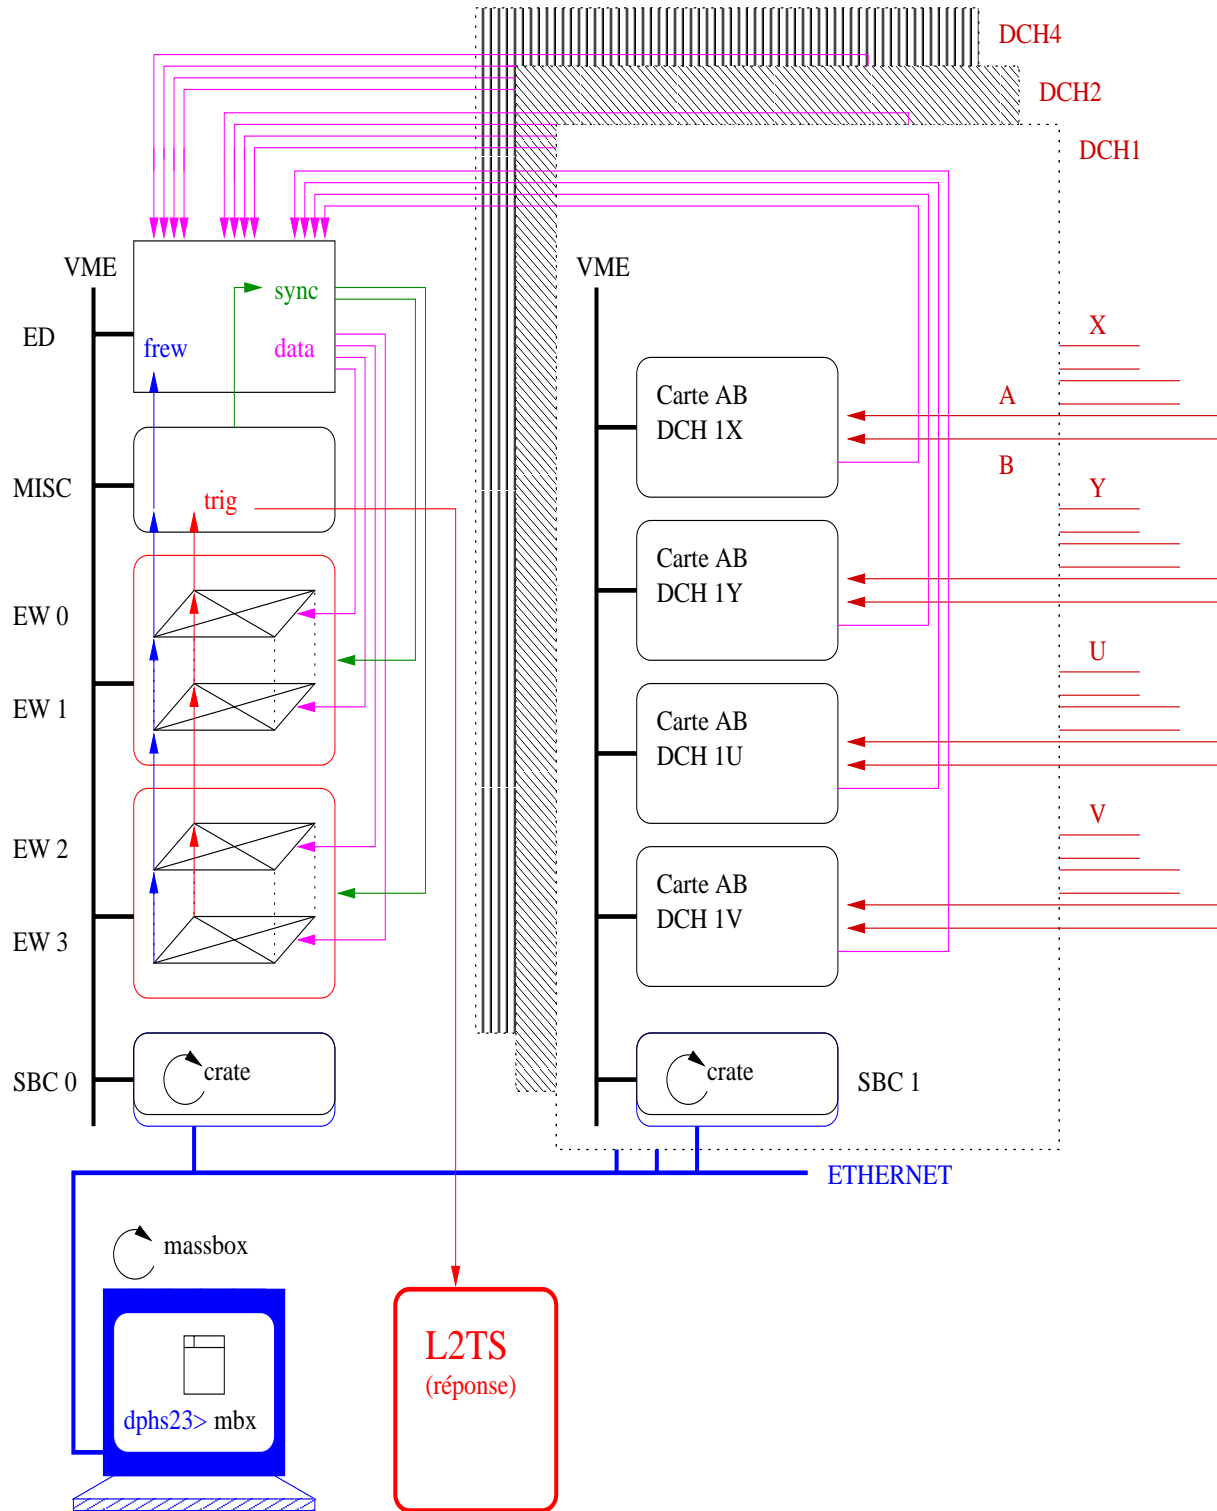 DCH4
DCH2
DCH1
VME
VME
sync
ED
frew
data
X
Carte AB
DCH 1X
A
B
MISC
trig
Y
Carte AB
DCH 1Y
EW 0
U
EW 1
Carte AB
DCH 1U
V
EW 2
Carte AB
DCH 1V
EW 3
SBC 0
crate
crate
SBC 1
ETHERNET
massbox
L2TS
(réponse)
dphs23> mbx